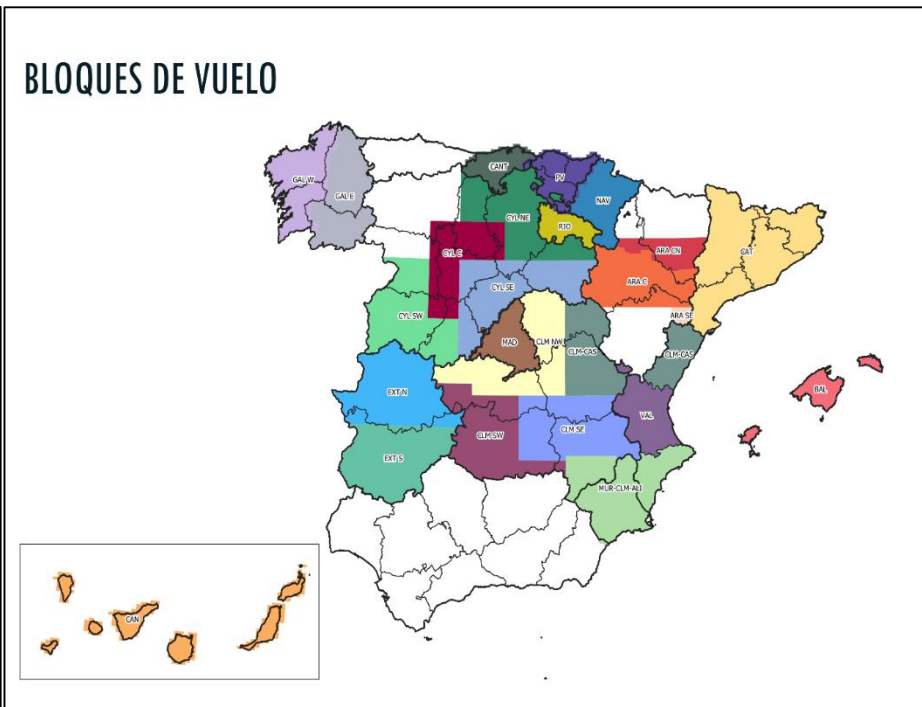 BLOQUES DE VUELO
GAL W
GAL E
CANT
PV
NAV
CYL NE
RIO
CYL C
ARA CN
CAT
ARA C
CYL SE
CYL SW
ARA SE
MAD
CLM NW
CLM-CAS
CLM-CAS
EXT N
BAL
VAL
CLM SW
CLM SE
EXT S
MUR-CLM-ALI
CAN